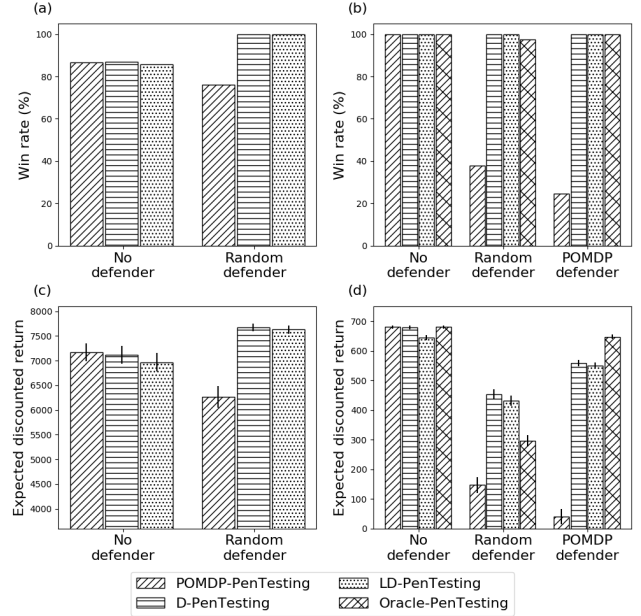 (a)
100
80
60
40
20
0
Win rate (%)
No
defender
Random
defender
(b)
100
80
60
40
20
0
Win rate (%)
No
defender
Random
defender
POMDP
defender
(c)
8000
7500
7000
6500
6000
5500
5000
4500
4000
Expected discounted return
No
defender
Random
defender
(d)
700
600
500
400
300
200
100
0
Expected discounted return
No
defender
Random
defender
POMDP
defender
POMDP-PenTesting
D-PenTesting
LD-PenTesting
Oracle-PenTesting